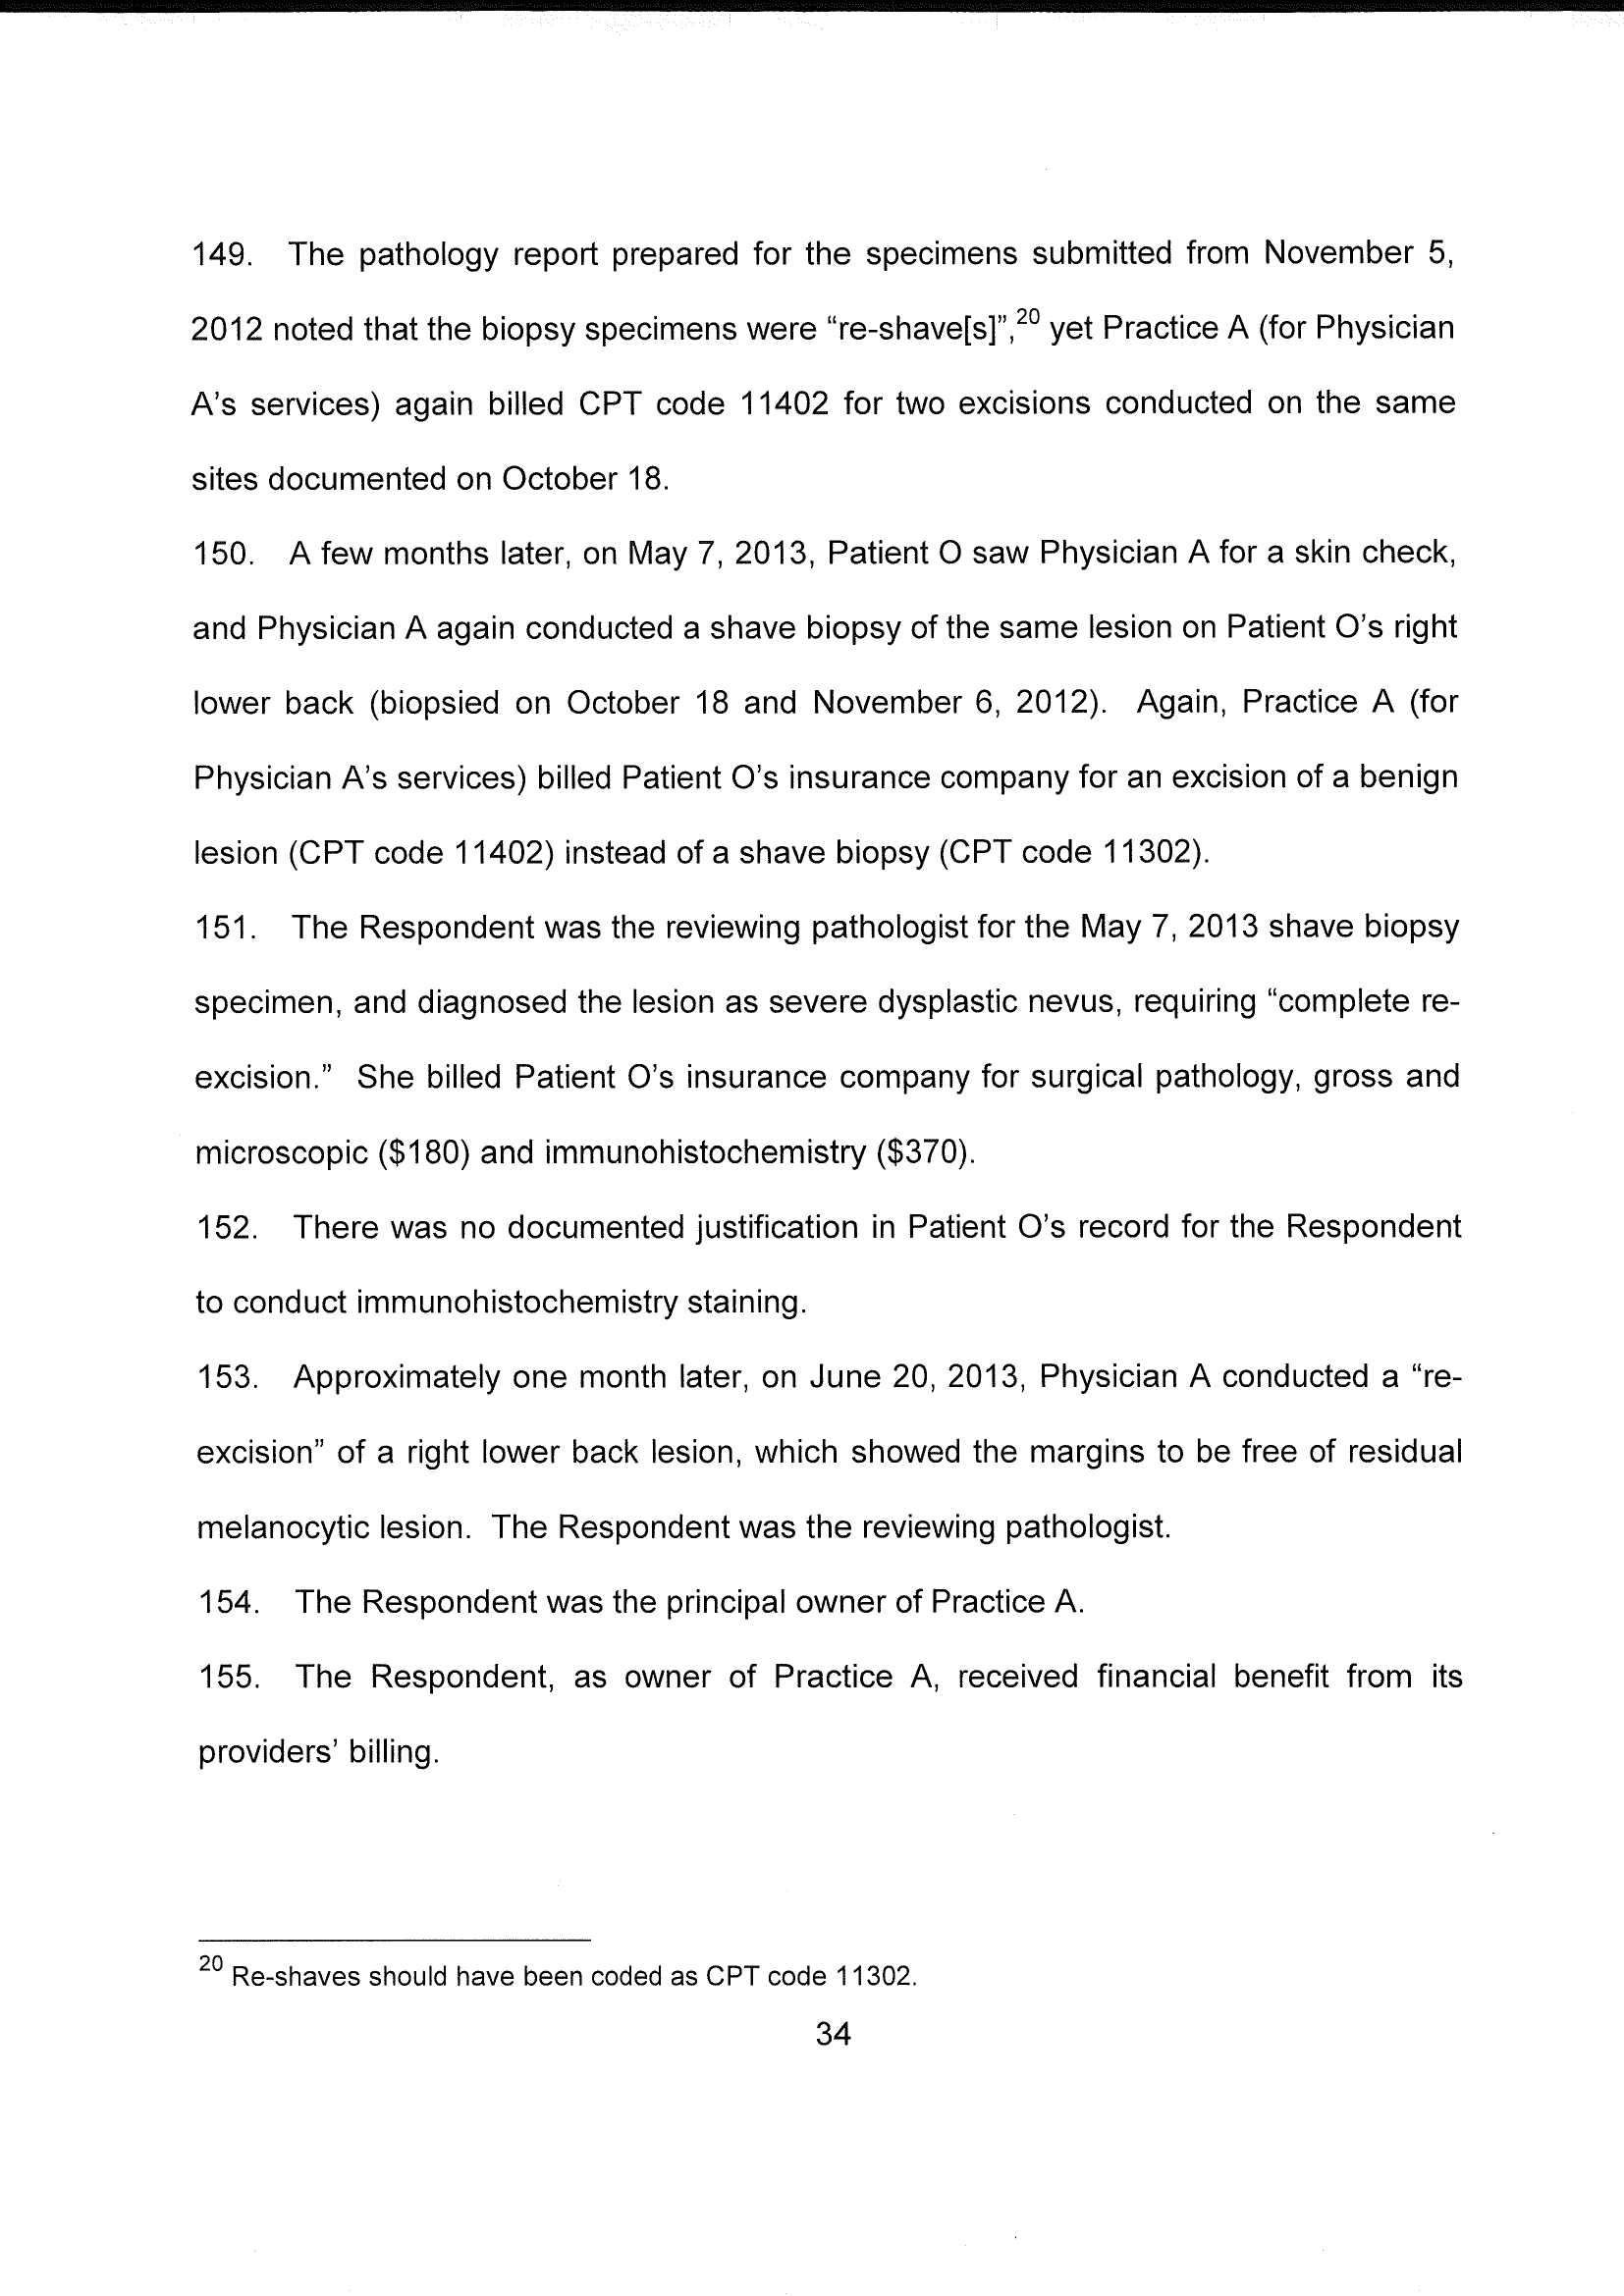 149. The pathology report prepared for the specimens submitted from November 5,
2012 noted that the biopsy specimens were “re-shave[s]”,20 yet Practice A (for Physician
A’s services) again billed CPT code 11402 for two excisions conducted on the same
sites documented on October 18.
150. A few months later, on May 7, 2013, Patient O saw Physician A for a skin check,
and Physician A again conducted a shave biopsy of the same lesion on Patient O’s right
lower back (biopsied on October 18 and November 6, 2012). Again, Practice A (for
Physician A’s services) billed Patient O’s insurance company for an excision of a benign
lesion (CPT code 11402) instead of a shave biopsy (CPT code 11302).
151. The Respondent was the reviewing pathologist for the May 7, 2013 shave biopsy
specimen, and diagnosed the lesion as severe dysplastic nevus, requiring “complete re-
excision.” She billed Patient O’s insurance company for surgical pathology, gross and
microscopic ($180) and immunohistochemistry ($370).
152. There was no documented justification in Patient O’s record for the Respondent
to conduct immunohistochemistry staining.
153. Approximately one month later, on June 20, 2013, Physician A conducted a “re-
excision” of a right lower back lesion, which showed the margins to be free of residual
melanocytic lesion. The Respondent was the reviewing pathologist.
154. The Respondent was the principal owner of Practice A.
155. The Respondent, as owner of Practice A, received financial benefit from its
providers’ billing.
20 Re-shaves should have been coded as CPT code 11302.
34